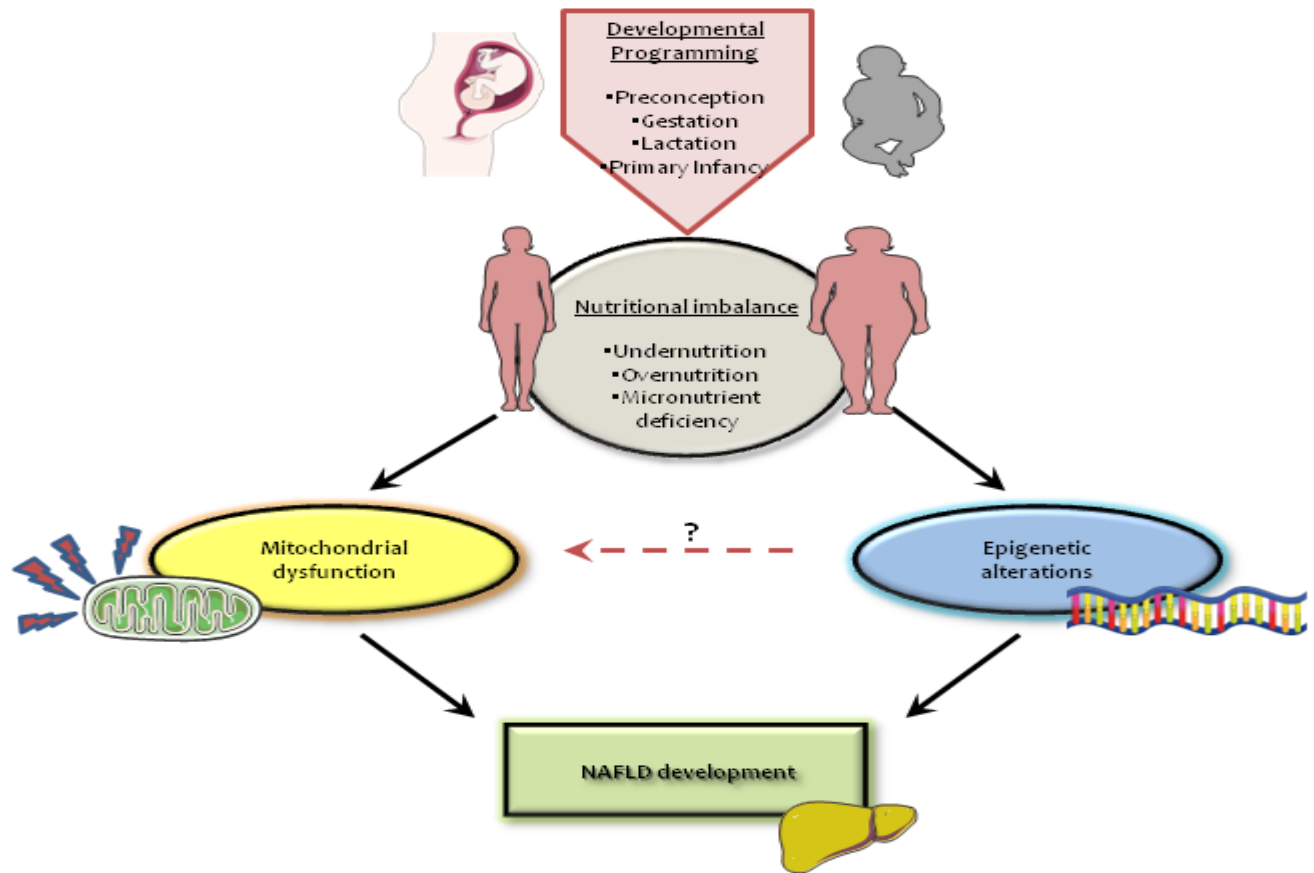 Developmental
Programming
▪Preconception
▪Gestation
▪Lactation
▪Primary Infancy
Nutritional imbalance
▪Undernutrition
▪Overnutrition
▪Micronutrient
deficiency
?
Mitochondrial
dysfunction
Epigenetic
alterations
NAFLD development